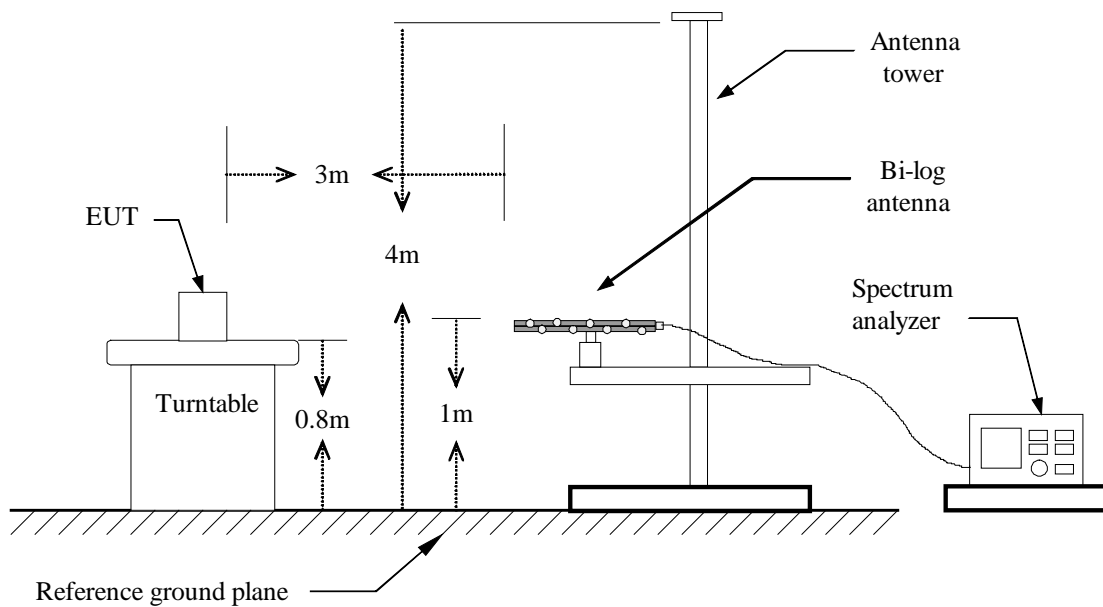 Antenna
tower
3m
Bi-log
antenna
EUT
4m
Spectrum
analyzer
Turntable
0.8m
1m
Reference ground plane